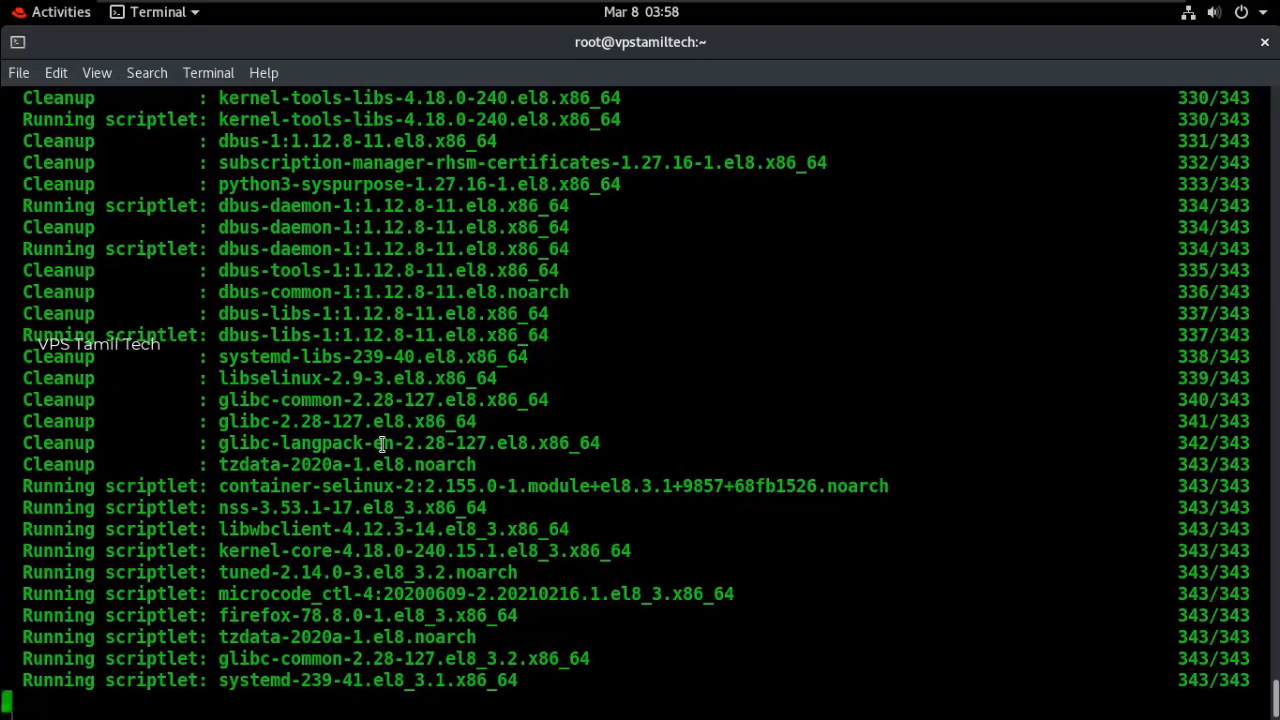 Activities Terminal Mar 8 03:58
root@vpstamiltech:~ ×
File Edit View Search Terminal Help
Cleanup : kernel-tools-libs-4.18.0-240.el8.x86_64 330/343
Running scriptlet: kernel-tools-libs-4.18.0-240.el8.x86_64 330/343
Cleanup : dbus-1:1.12.8-11.el8.x86_64 331/343
Cleanup : subscription-manager-rhsm-certificates-1.27.16-1.el8.x86_64 332/343
Cleanup : python3-syspurpose-1.27.16-1.el8.x86_64 333/343
Running scriptlet: dbus-daemon-1:1.12.8-11.el8.x86_64 334/343
Cleanup : dbus-daemon-1:1.12.8-11.el8.x86_64 334/343
Running scriptlet: dbus-daemon-1:1.12.8-11.el8.x86_64 334/343
Cleanup : dbus-tools-1:1.12.8-11.el8.x86_64 335/343
Cleanup : dbus-common-1:1.12.8-11.el8.noarch 336/343
Cleanup : dbus-libs-1:1.12.8-11.el8.x86_64 337/343
Running scriptlet: dbus-libs-1:1.12.8-11.el8.x86_64 337/343
VPS Tamil Tech
Cleanup : systemd-libs-239-40.el8.x86_64 338/343
Cleanup : libselinux-2.9-3.el8.x86_64 339/343
Cleanup : glibc-common-2.28-127.el8.x86_64 340/343
Cleanup : glibc-2.28-127.el8.x86_64 341/343
Cleanup : glibc-langpack-en-2.28-127.el8.x86_64 342/343
Cleanup : tzdata-2020a-1.el8.noarch 343/343
Running scriptlet: container-selinux-2:2.155.0-1.module+el8.3.1+9857+68fb1526.noarch 343/343
Running scriptlet: nss-3.53.1-17.el8_3.x86_64 343/343
Running scriptlet: libwbclient-4.12.3-14.el8_3.x86_64 343/343
Running scriptlet: kernel-core-4.18.0-240.15.1.el8_3.x86_64 343/343
Running scriptlet: tuned-2.14.0-3.el8_3.2.noarch 343/343
Running scriptlet: microcode_ctl-4:20200609-2.20210216.1.el8_3.x86_64 343/343
Running scriptlet: firefox-78.8.0-1.el8_3.x86_64 343/343
Running scriptlet: tzdata-2020a-1.el8.noarch 343/343
Running scriptlet: glibc-common-2.28-127.el8_3.2.x86_64 343/343
Running scriptlet: systemd-239-41.el8_3.1.x86_64 343/343